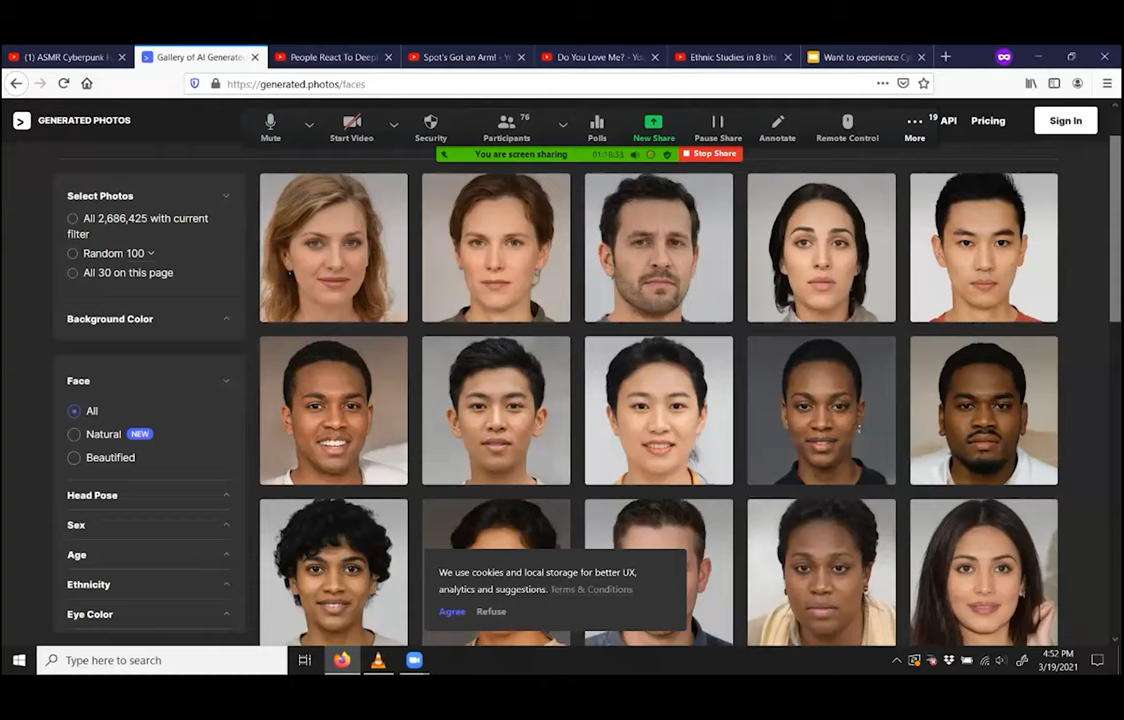 (1) ASMR Cyberpunk
Gallery of AI Generate
People React To Deep
Spot's Got an Arm! -
Do You Love Me? - You
Ethnic Studies in 8 bit
Want to experience Cy
https://generated.photos/faces
GENERATED PHOTOS
Mute
Start Video
Security
76
Participants
Polls
New Share
Pause Share
Annotate
Remote Control
19
More
API
Pricing
Sign In
You are screen sharing
01:18:33
Stop Share
Select Photos
All 2,686,425 with current
filter
Random 100
All 30 on this page
Background Color
Face
All
Natural NEW
Beautified
Head Pose
Sex
Age
Ethnicity
Eye Color
We use cookies and local storage for better UX,
analytics and suggestions. Terms & Conditions
Agree Refuse
Type here to search
4:52 PM
3/19/2021